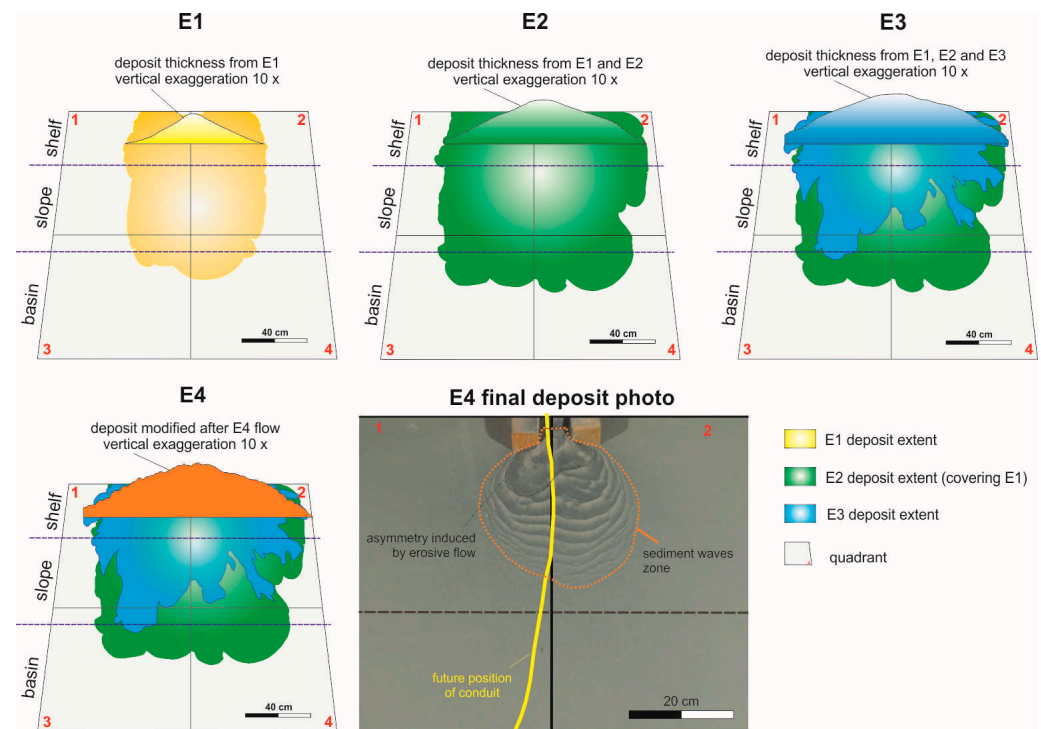 E1
deposit thickness from E1
vertical exaggeration 10 x
1
2
shelf
slope
basin
40 cm
3
4
E2
deposit thickness from E1 and E2
vertical exaggeration 10 x
1
2
shelf
slope
basin
40 cm
3
4
E3
deposit thickness from E1, E2 and E3
vertical exaggeration 10 x
1
2
shelf
slope
basin
40 cm
3
4
E4
deposit modified after E4 flow
vertical exaggeration 10 x
1
2
shelf
slope
basin
40 cm
3
4
E4 final deposit photo
1
2
asymmetry induced
by erosive flow
sediment waves
zone
future position
of conduit
20 cm
E1 deposit extent
E2 deposit extent (covering E1)
E3 deposit extent
quadrant